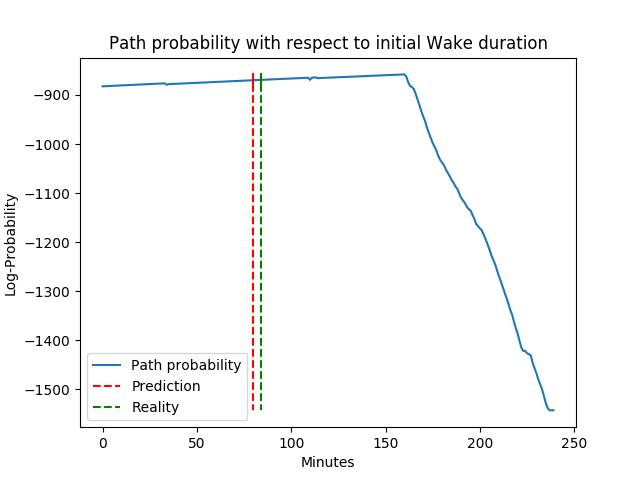 Path probability with respect to initial Wake duration
Log-Probability
−900
−1000
−1100
−1200
−1300
−1400
−1500
Path probability
Prediction
Reality
0 50 100 150 200 250
Minutes